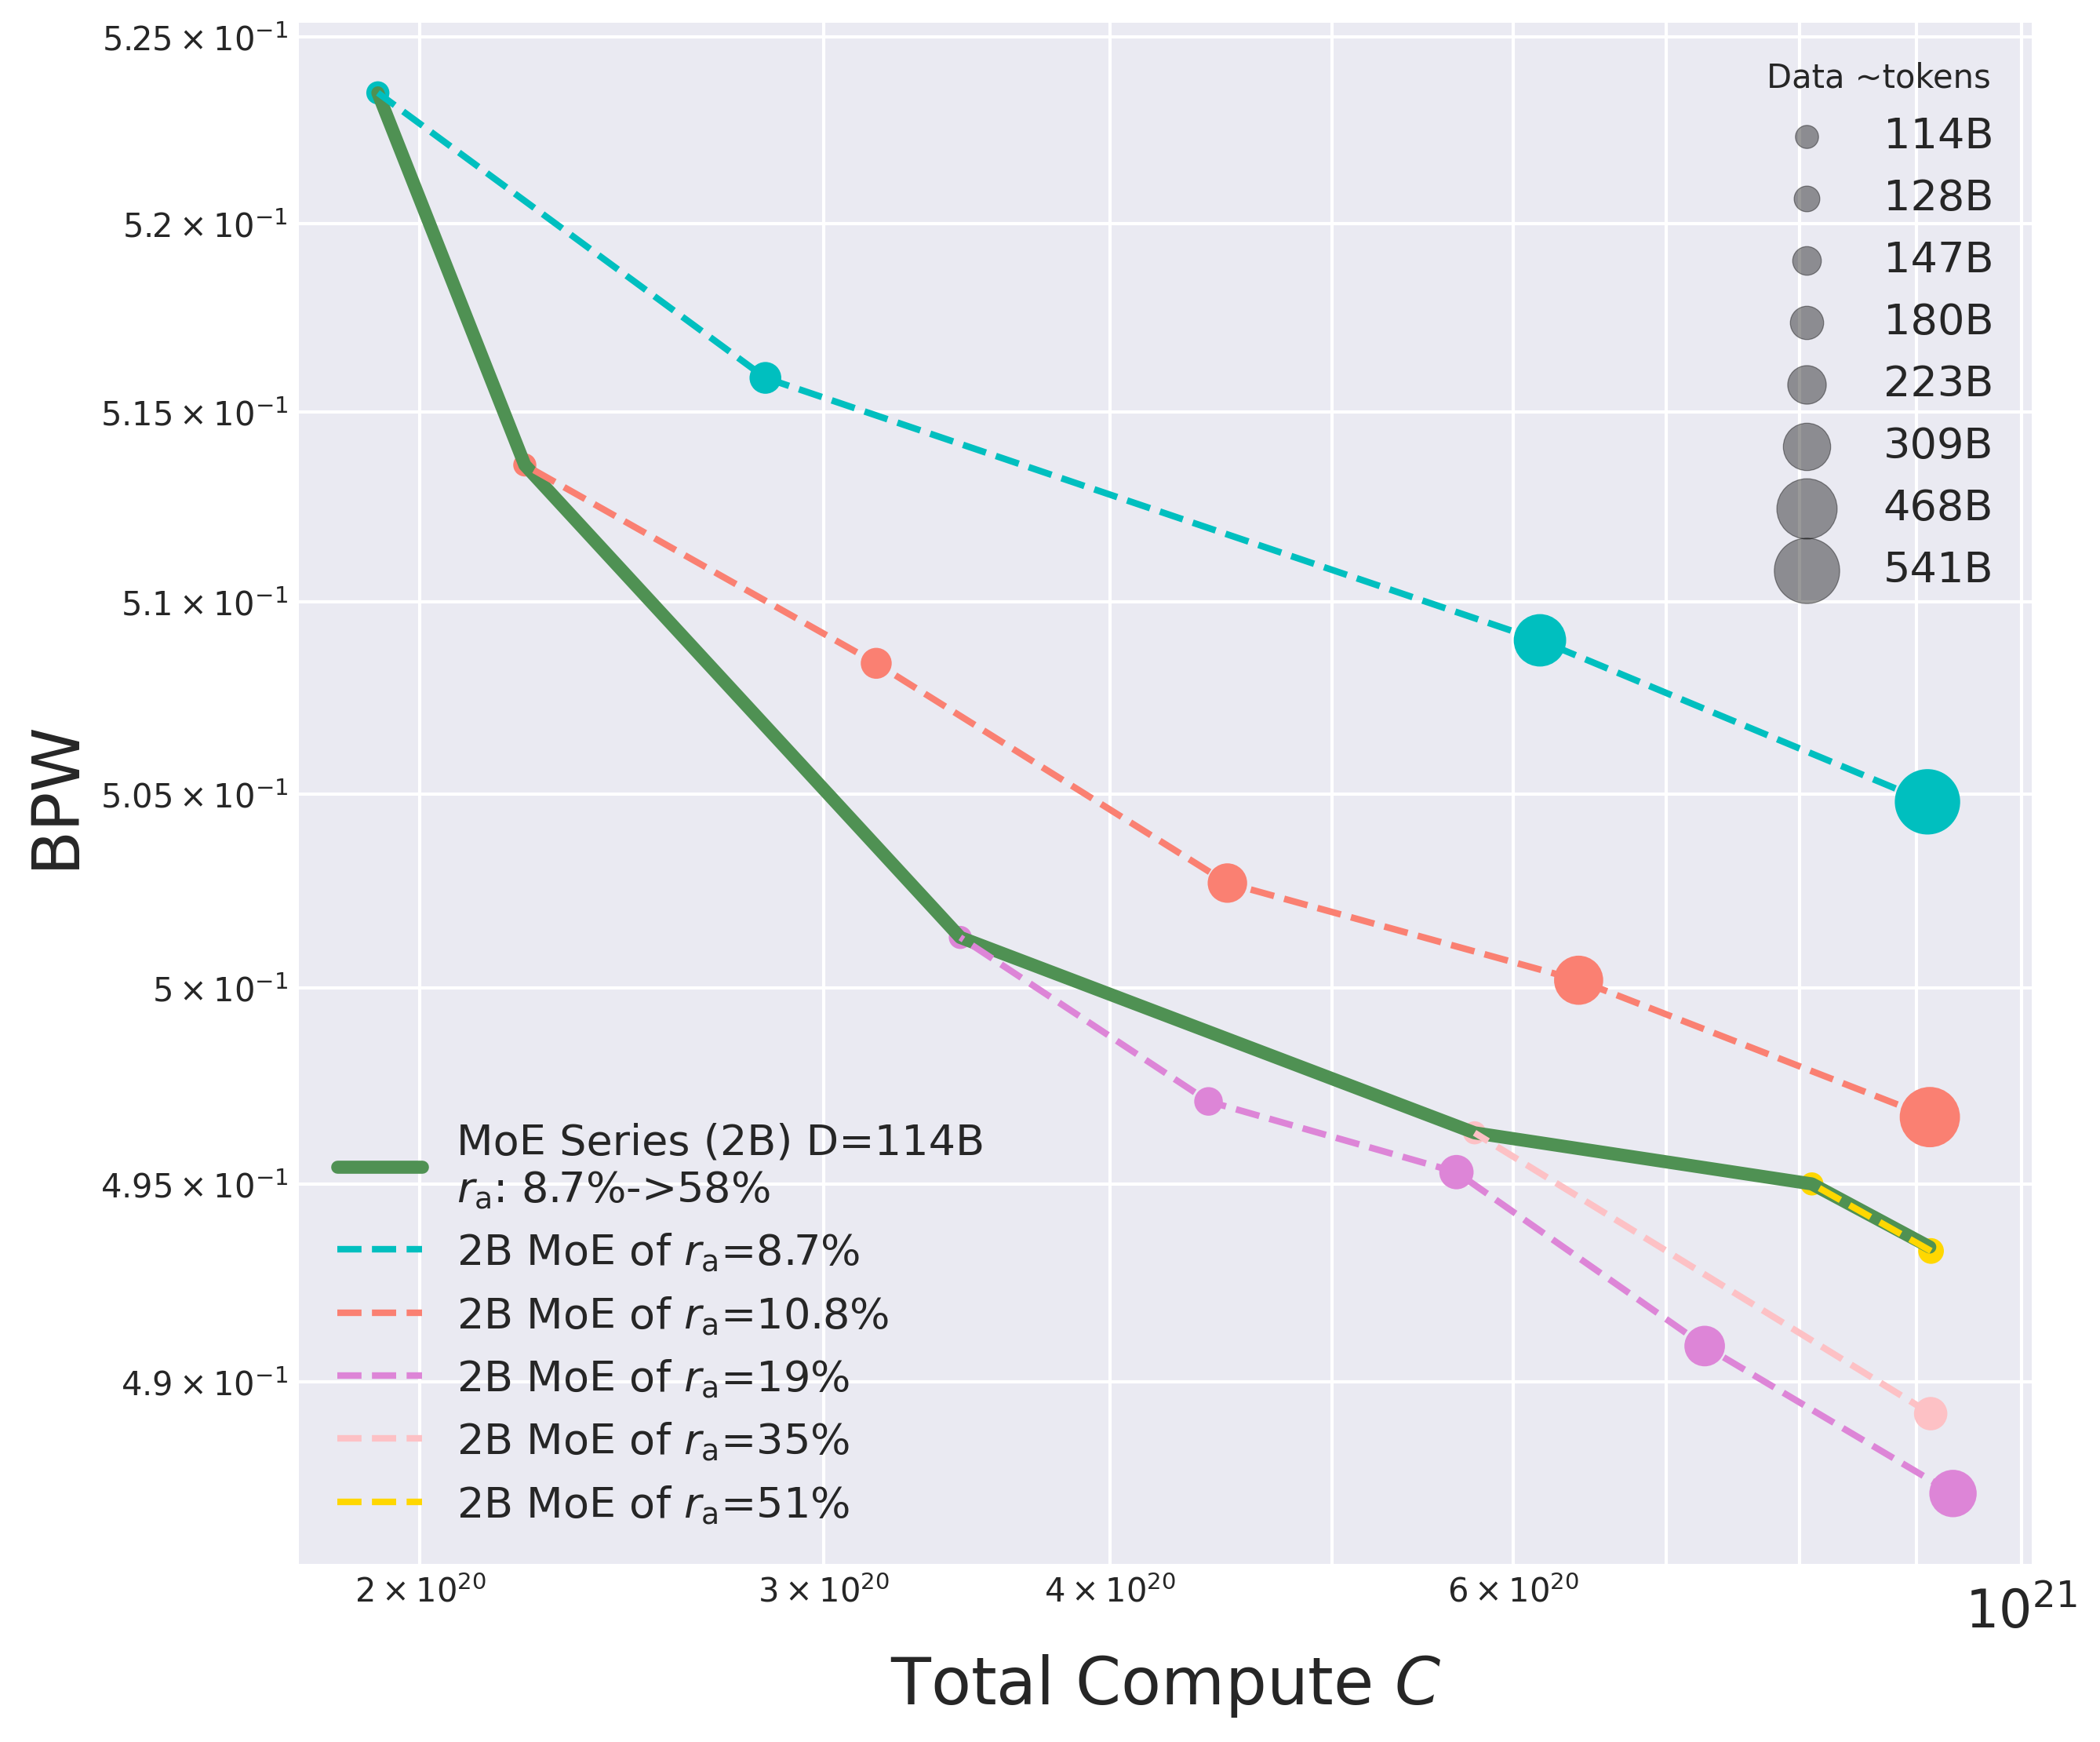 5.25×10⁻¹
5.2×10⁻¹
5.15×10⁻¹
5.1×10⁻¹
5.05×10⁻¹
5×10⁻¹
4.95×10⁻¹
4.9×10⁻¹
BPW
Data ~tokens
114B
128B
147B
180B
223B
309B
468B
541B
MoE Series (2B) D=114B
rₐ: 8.7%->58%
2B MoE of rₐ=8.7%
2B MoE of rₐ=10.8%
2B MoE of rₐ=19%
2B MoE of rₐ=35%
2B MoE of rₐ=51%
2×10²⁰ 3×10²⁰ 4×10²⁰ 6×10²⁰ 10²¹
Total Compute C